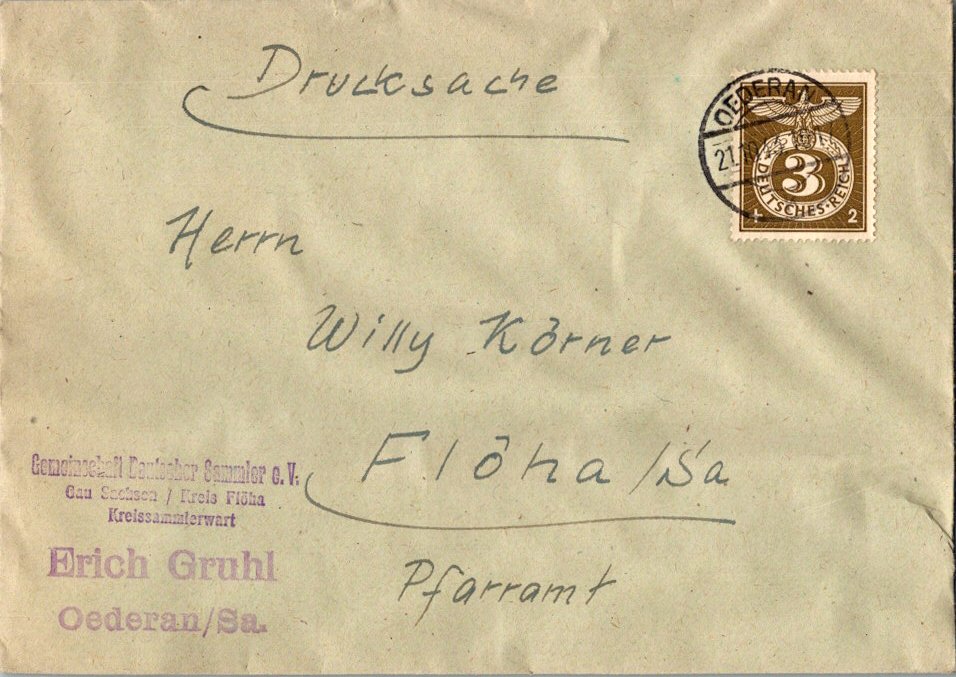 Drucksache
OEDERAN
DEUTSCHES·REICH
3
+ 2
Herrn
Willy Körner
Flöha /Sa
Pfarramt
Gemeinschaft Deutscher Sammler e. V.
Gau Sachsen / Kreis Flöha
Kreissammlerwart
Erich Gruhl
Oederan/Sa.